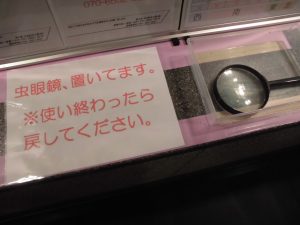 虫眼鏡、置いてます。
※使い終わったら
戻してください。